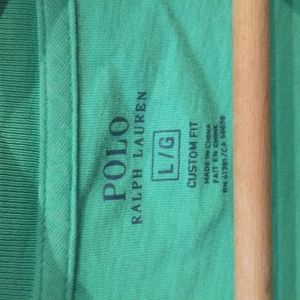 POLO
RALPH LAUREN
L/G
CUSTOM FIT
MADE IN CHINA
FAIT EN CHINE